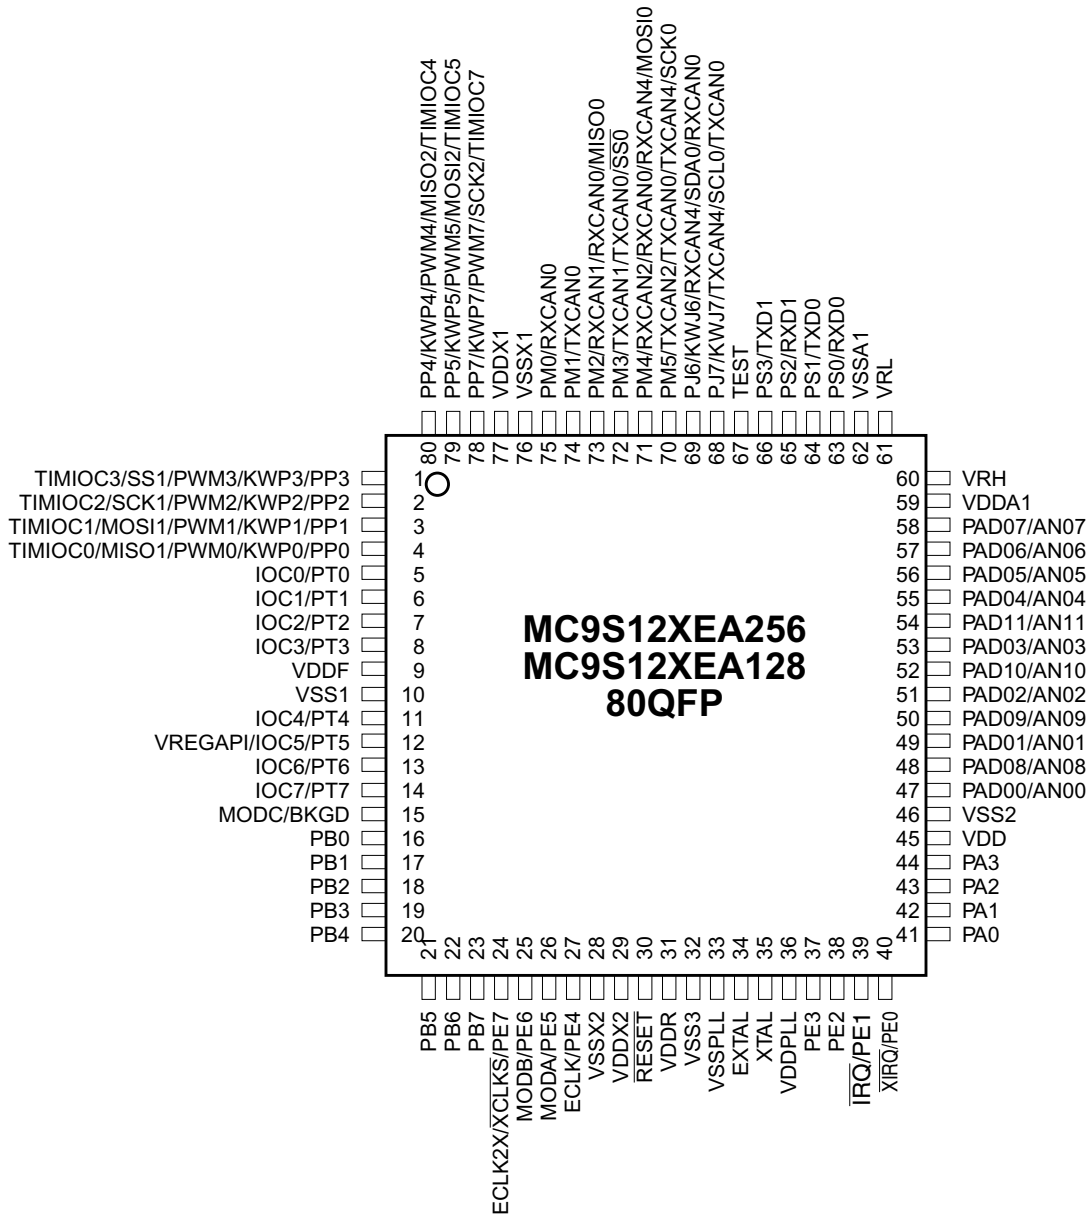 PP4/KWP4/PWM4/MISO2/TIMIOC4
PP5/KWP5/PWM5/MOSI2/TIMIOC5
PP7/KWP7/PWM7/SCK2/TIMIOC7
VDDX1
VSSX1
PM0/RXCAN0
PM1/TXCAN0
PM2/RXCAN1/RXCAN0/MISO0
PM3/TXCAN1/TXCAN0/SS0
PM4/RXCAN2/RXCAN0/RXCAN4/MOSI0
PM5/TXCAN2/TXCAN0/TXCAN4/SCK0
PJ6/KWJ6/RXCAN4/SDA0/RXCAN0
PJ7/KWJ7/TXCAN4/SCL0/TXCAN0
TEST
PS3/TXD1
PS2/RXD1
PS1/TXD0
PS0/RXD0
VSSA1
VRL
80
79
78
77
76
75
74
73
72
71
70
69
68
67
66
65
64
63
62
61
TIMIOC3/SS1/PWM3/KWP3/PP3 1
TIMIOC2/SCK1/PWM2/KWP2/PP2 2
TIMIOC1/MOSI1/PWM1/KWP1/PP1 3
TIMIOC0/MISO1/PWM0/KWP0/PP0 4
IOC0/PT0 5
IOC1/PT1 6
IOC2/PT2 7
IOC3/PT3 8
VDDF 9
VSS1 10
IOC4/PT4 11
VREGAPI/IOC5/PT5 12
IOC6/PT6 13
IOC7/PT7 14
MODC/BKGD 15
PB0 16
PB1 17
PB2 18
PB3 19
PB4 20
MC9S12XEA256
MC9S12XEA128
80QFP
60 VRH
59 VDDA1
58 PAD07/AN07
57 PAD06/AN06
56 PAD05/AN05
55 PAD04/AN04
54 PAD11/AN11
53 PAD03/AN03
52 PAD10/AN10
51 PAD02/AN02
50 PAD09/AN09
49 PAD01/AN01
48 PAD08/AN08
47 PAD00/AN00
46 VSS2
45 VDD
44 PA3
43 PA2
42 PA1
41 PA0
21
22
23
24
25
26
27
28
29
30
31
32
33
34
35
36
37
38
39
40
PB5
PB6
PB7
ECLK2X/XCLKS/PE7
MODB/PE6
MODA/PE5
ECLK/PE4
VSSX2
VDDX2
RESET
VDDR
VSS3
VSSPLL
EXTAL
XTAL
VDDPLL
PE3
PE2
IRQ/PE1
XIRQ/PE0